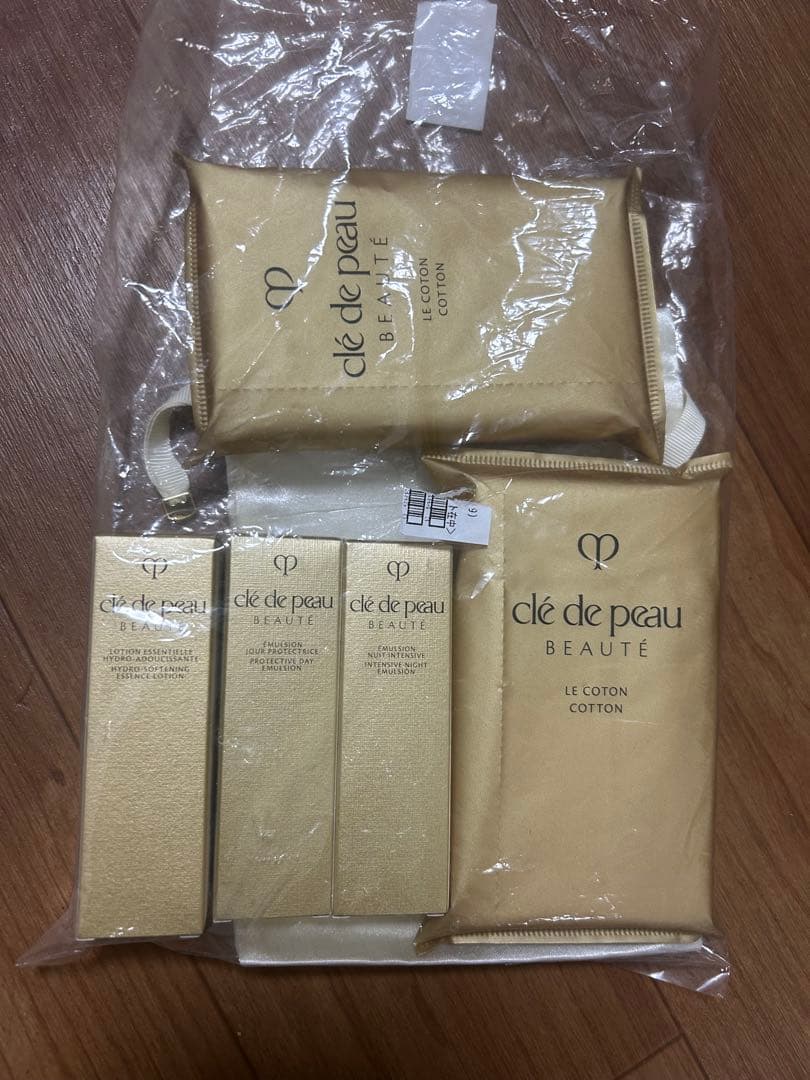 clé de peau
BEAUTÉ
LE COTON
COTTON
clé de peau
BEAUTÉ
LOTION ESSENTIELLE
HYDRO-ADOUCISSANTE
HYDRO-SOFTENING
ESSENCE LOTION
clé de peau
BEAUTÉ
ÉMULSION
JOUR PROTECTRICE
PROTECTIVE DAY
EMULSION
clé de peau
BEAUTÉ
ÉMULSION
NUIT INTENSIVE
INTENSIVE NIGHT
EMULSION
clé de peau
BEAUTÉ
LE COTON
COTTON